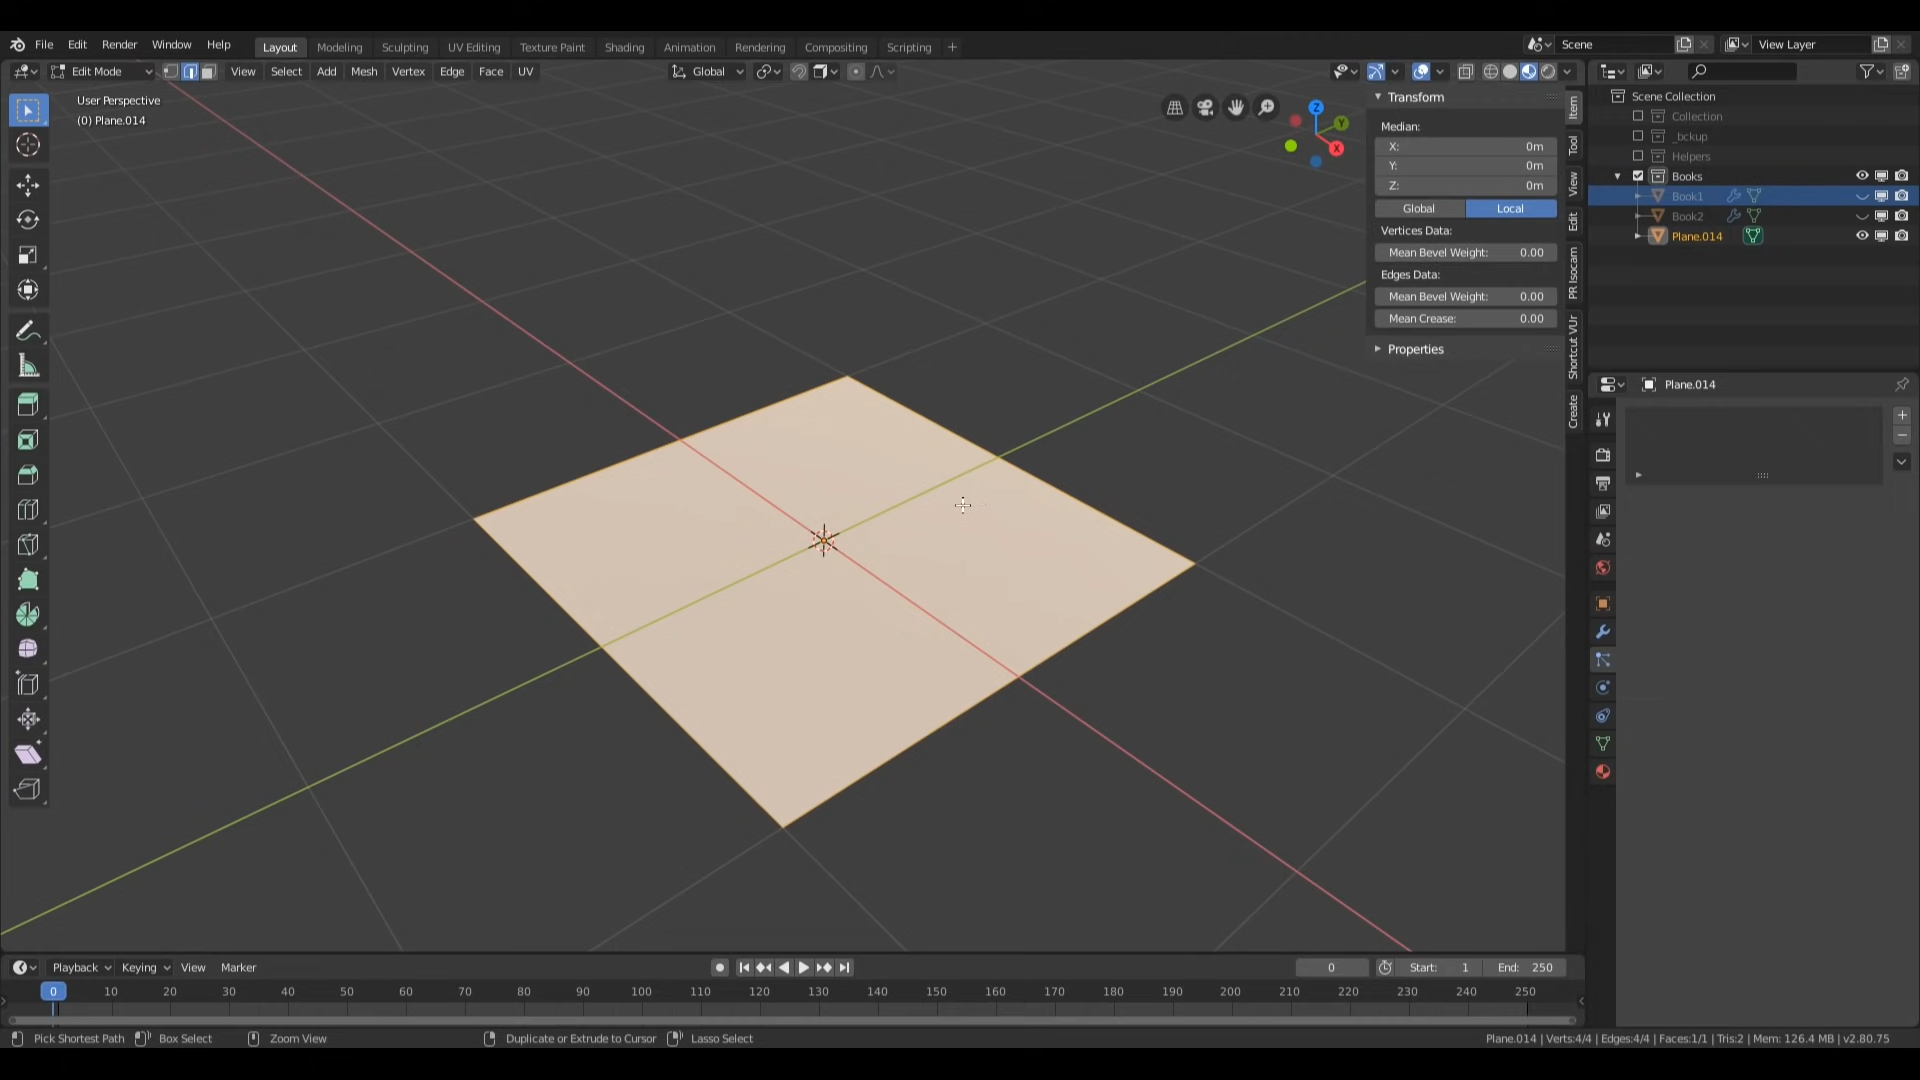 File Edit Render Window Help Layout Modeling Sculpting UV Editing Texture Paint Shading Animation Rendering Compositing Scripting + Scene View Layer
Edit Mode View Select Add Mesh Vertex Edge Face UV Global
User Perspective
(0) Plane.014
Z
Y
X
Transform
Median:
X: 0m
Y: 0m
Z: 0m
Global Local
Vertices Data:
Mean Bevel Weight: 0.00
Edges Data:
Mean Bevel Weight: 0.00
Mean Crease: 0.00
Properties
Item
Tool
View
Edit
PR Isocam
Shortcut VUr
Create
Scene Collection
Collection
_bckup
Helpers
Books
Book1
Book2
Plane.014
Plane.014
Playback Keying View Marker 0 Start: 1 End: 250
0 10 20 30 40 50 60 70 80 90 100 110 120 130 140 150 160 170 180 190 200 210 220 230 240 250
Pick Shortest Path Box Select Zoom View Duplicate or Extrude to Cursor Lasso Select Plane.014 | Verts:4/4 | Edges:4/4 | Faces:1/1 | Tris:2 | Mem: 126.4 MB | v2.80.75